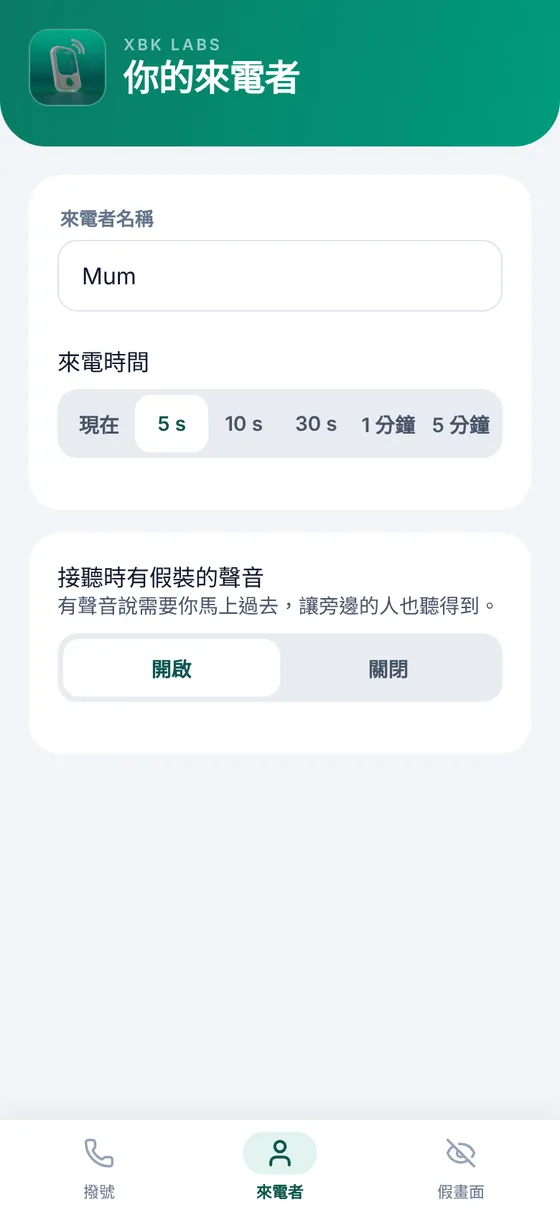 XBK LABS
你的來電者
來電者名稱
Mum
來電時間
現在 5 s 10 s 30 s 1 分鐘 5 分鐘
接聽時有假裝的聲音
有聲音說需要你馬上過去，讓旁邊的人也聽得到。
開啟 關閉
撥號 來電者 假畫面